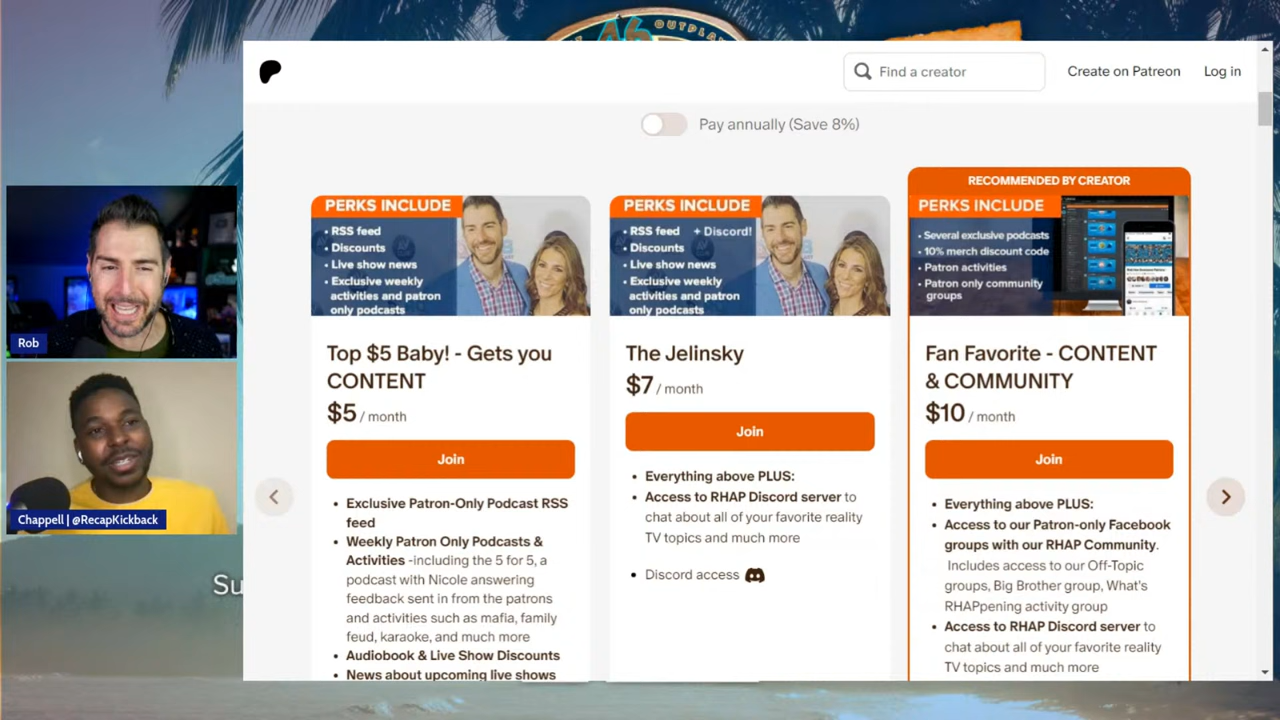 OUTPLAY
Find a creator
Create on Patreon
Log in
Pay annually (Save 8%)
PERKS INCLUDE
• RSS feed
• Discounts
• Live show news
• Exclusive weekly
activities and patron
only podcasts
Top $5 Baby! - Gets you
CONTENT
$5 / month
Join
• Exclusive Patron-Only Podcast RSS
feed
• Weekly Patron Only Podcasts &
Activities -including the 5 for 5, a
podcast with Nicole answering
feedback sent in from the patrons
and activities such as mafia, family
feud, karaoke, and much more
• Audiobook & Live Show Discounts
• News about upcoming live shows
PERKS INCLUDE
• RSS feed + Discord!
• Discounts
• Live show news
• Exclusive weekly
activities and patron
only podcasts
The Jelinsky
$7 / month
Join
• Everything above PLUS:
• Access to RHAP Discord server to
chat about all of your favorite reality
TV topics and much more
• Discord access
RECOMMENDED BY CREATOR
PERKS INCLUDE
• Several exclusive podcasts
• 10% merch discount code
• Patron activities
• Patron only community
groups
Fan Favorite - CONTENT
& COMMUNITY
$10 / month
Join
• Everything above PLUS:
• Access to our Patron-only Facebook
groups with our RHAP Community.
Includes access to our Off-Topic
groups, Big Brother group, What's
RHAPpening activity group
• Access to RHAP Discord server to
chat about all of your favorite reality
TV topics and much more
Rob
Chappell | @RecapKickback
Su